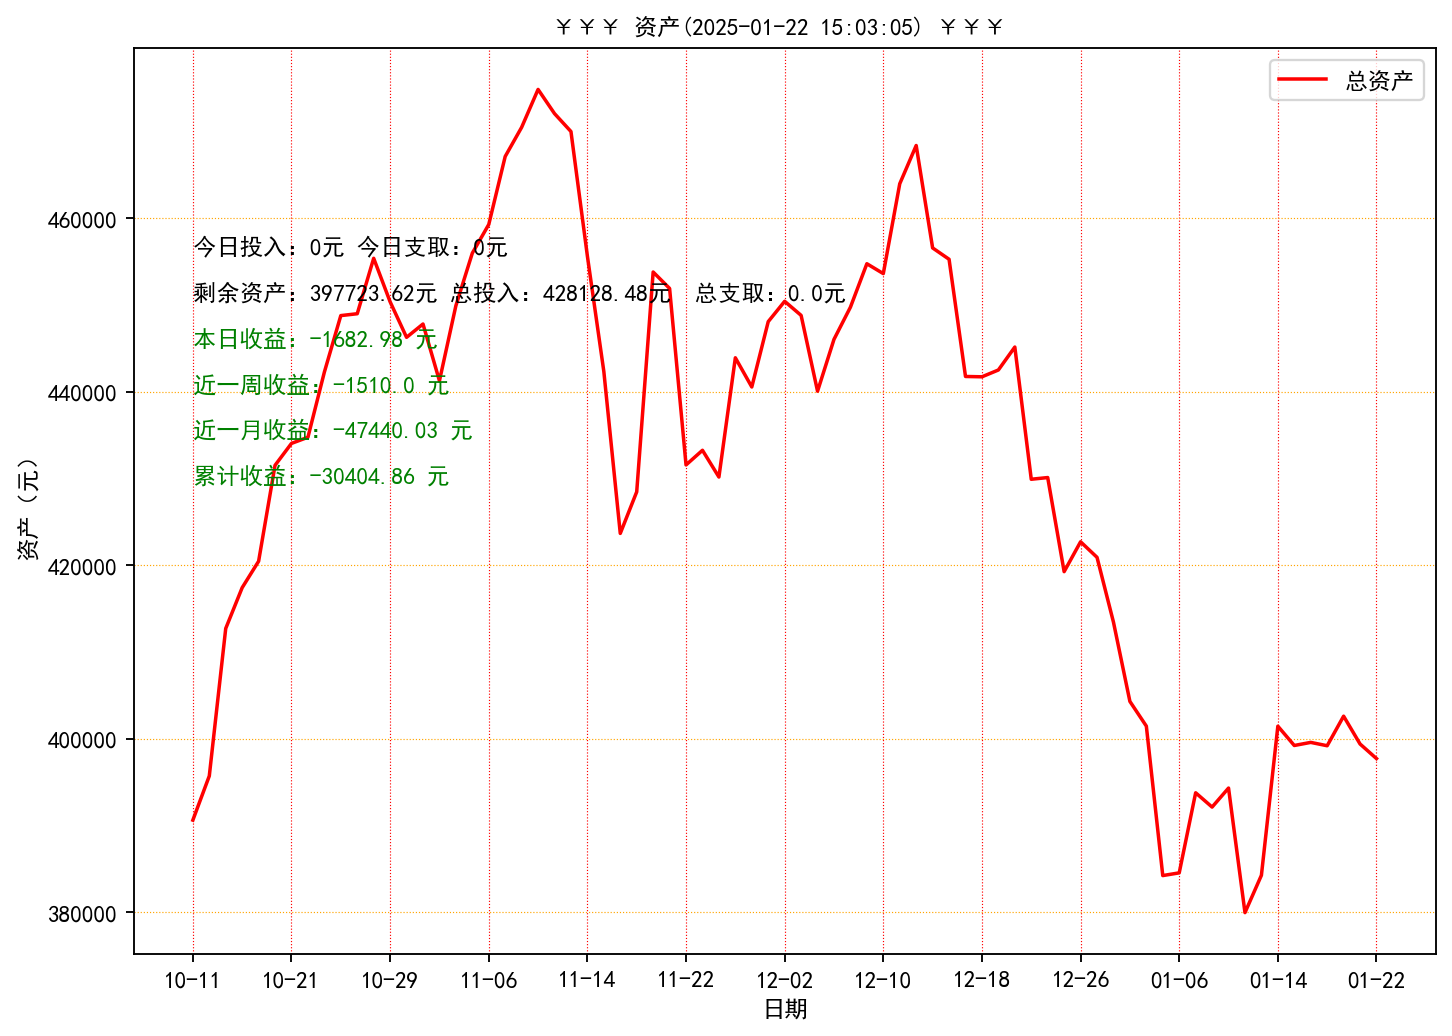 ￥￥￥ 资产(2025-01-22 15:03:05) ￥￥￥
总资产
460000
440000
420000
400000
380000
资产（元）
今日投入：0元 今日支取：0元
剩余资产：397723.62元 总投入：428128.48元  总支取：0.0元
本日收益：-1682.98 元
近一周收益：-1510.0 元
近一月收益：-47440.03 元
累计收益：-30404.86 元
10-11 10-21 10-29 11-06 11-14 11-22 12-02 12-10 12-18 12-26 01-06 01-14 01-22
日期